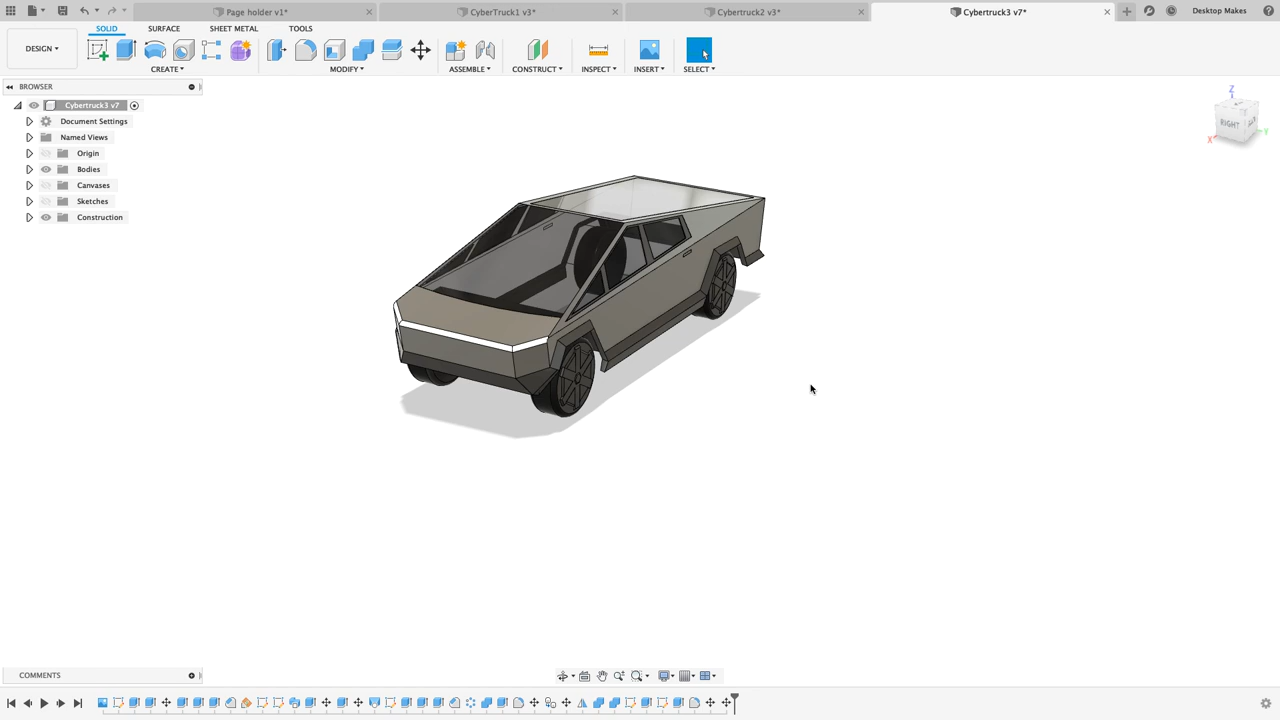 Page holder v1*
CyberTruck1 v3*
Cybertruck2 v3*
Cybertruck3 v7*
Desktop Makes
SOLID
SURFACE
SHEET METAL
TOOLS
DESIGN
CREATE
MODIFY
ASSEMBLE
CONSTRUCT
INSPECT
INSERT
SELECT
BROWSER
Cybertruck3 v7
Document Settings
Named Views
Origin
Bodies
Canvases
Sketches
Construction
Z
RIGHT
X
Y
COMMENTS